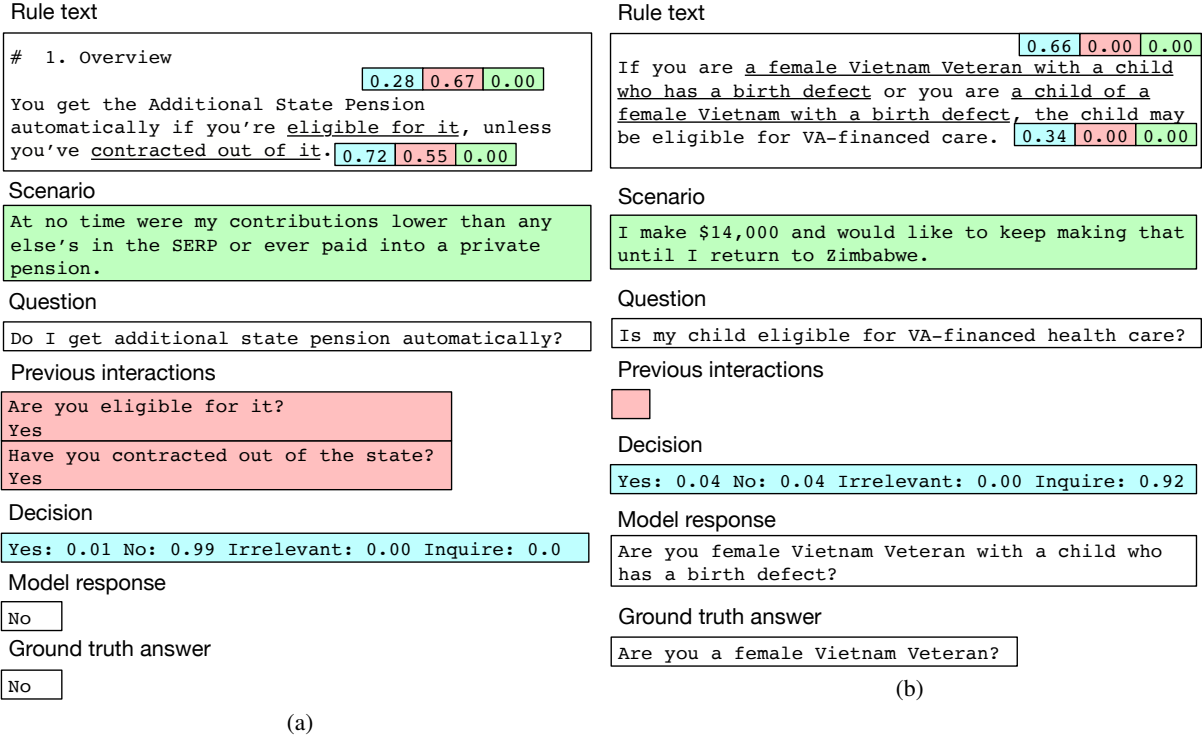 Rule text
# 1. Overview
0.28 0.67 0.00
You get the Additional State Pension
automatically if you're eligible for it, unless
you've contracted out of it. 0.72 0.55 0.00
Scenario
At no time were my contributions lower than any
else's in the SERP or ever paid into a private
pension.
Question
Do I get additional state pension automatically?
Previous interactions
Are you eligible for it?
Yes
Have you contracted out of the state?
Yes
Decision
Yes: 0.01 No: 0.99 Irrelevant: 0.00 Inquire: 0.0
Model response
No
Ground truth answer
No
(a)
Rule text
0.66 0.00 0.00
If you are a female Vietnam Veteran with a child
who has a birth defect or you are a child of a
female Vietnam with a birth defect, the child may
be eligible for VA-financed care. 0.34 0.00 0.00
Scenario
I make $14,000 and would like to keep making that
until I return to Zimbabwe.
Question
Is my child eligible for VA-financed health care?
Previous interactions
Decision
Yes: 0.04 No: 0.04 Irrelevant: 0.00 Inquire: 0.92
Model response
Are you female Vietnam Veteran with a child who
has a birth defect?
Ground truth answer
Are you a female Vietnam Veteran?
(b)